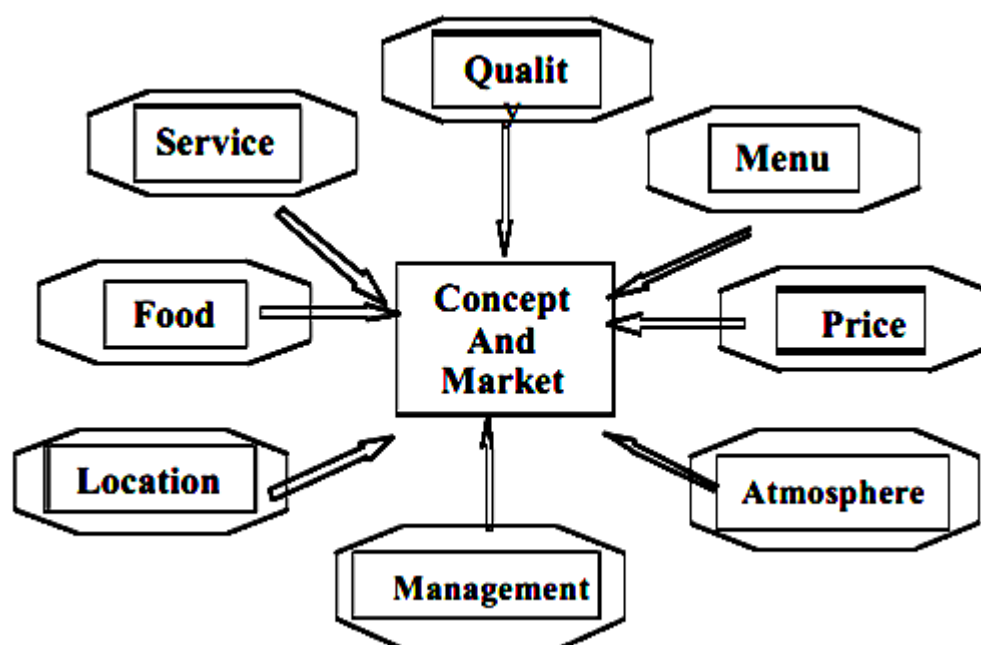 Qualit
y
Service
Menu
Food
Concept
And
Market
Price
Location
Atmosphere
Management